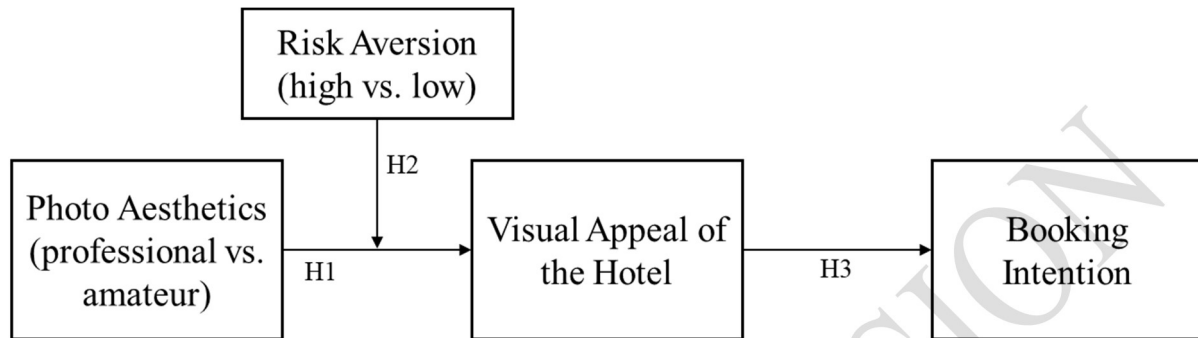 Risk Aversion
(high vs. low)
H2
Photo Aesthetics
(professional vs.
amateur)
H1
Visual Appeal of
the Hotel
H3
Booking
Intention
SION